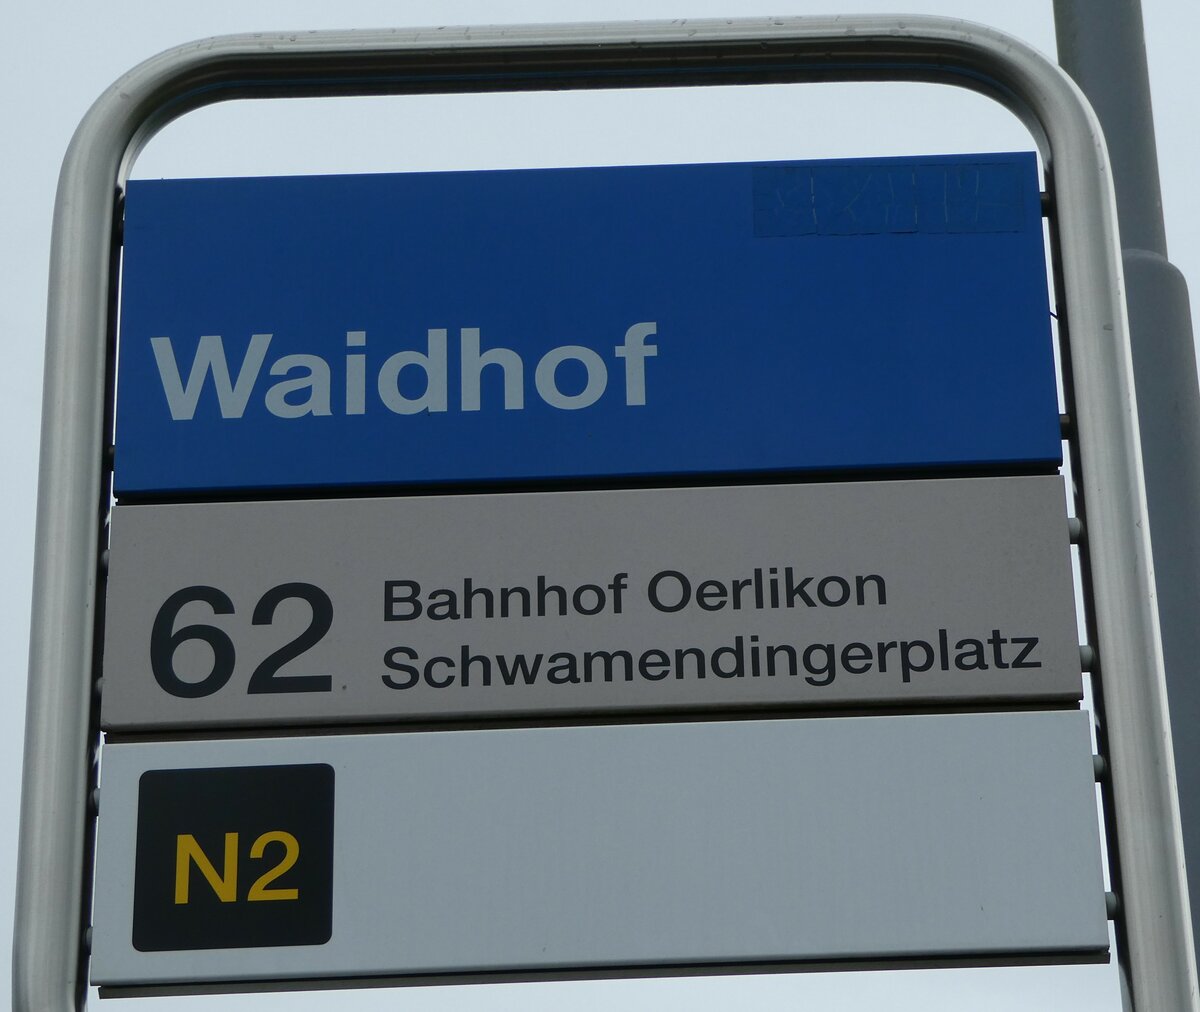 Waidhof
62 Bahnhof Oerlikon
Schwamendingerplatz
N2